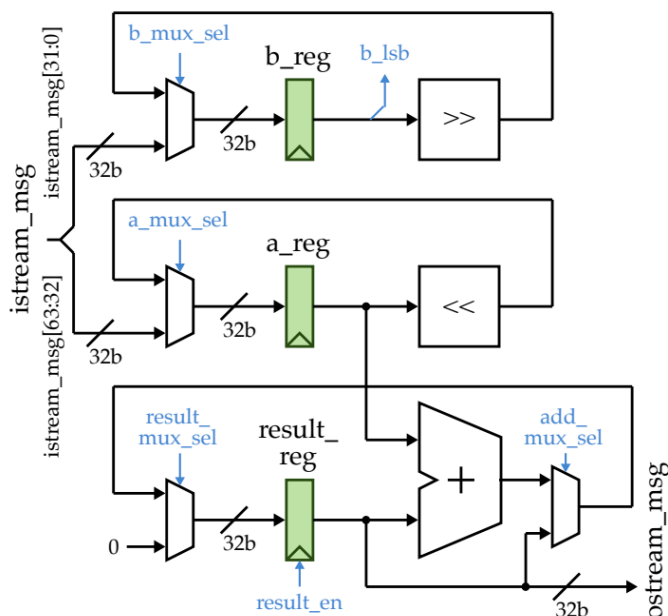 b_mux_sel
b_reg
b_lsb
>>
32b
32b
istream_msg[31:0]
istream_msg
istream_msg[63:32]
a_mux_sel
a_reg
<<
32b
32b
result_
mux_sel
result_
reg
+
add_
mux_sel
0
32b
result_en
32b
ostream_msg